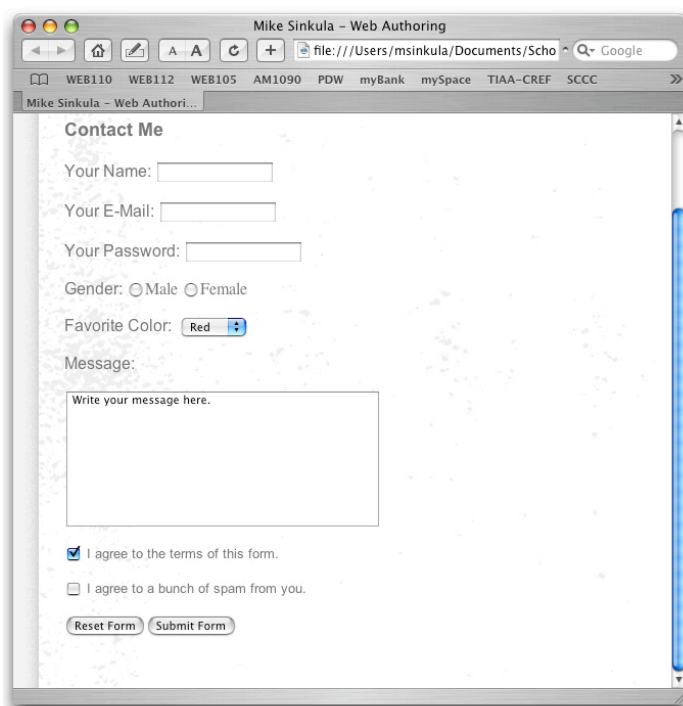 Mike Sinkula – Web Authoring
A A + file:///Users/msinkula/Documents/Scho Q Google
WEB110 WEB112 WEB105 AM1090 PDW myBank mySpace TIAA-CREF SCCC »
Mike Sinkula – Web Authori...
Contact Me
Your Name:
Your E-Mail:
Your Password:
Gender: Male Female
Favorite Color: Red
Message:
Write your message here.
I agree to the terms of this form.
I agree to a bunch of spam from you.
Reset Form Submit Form